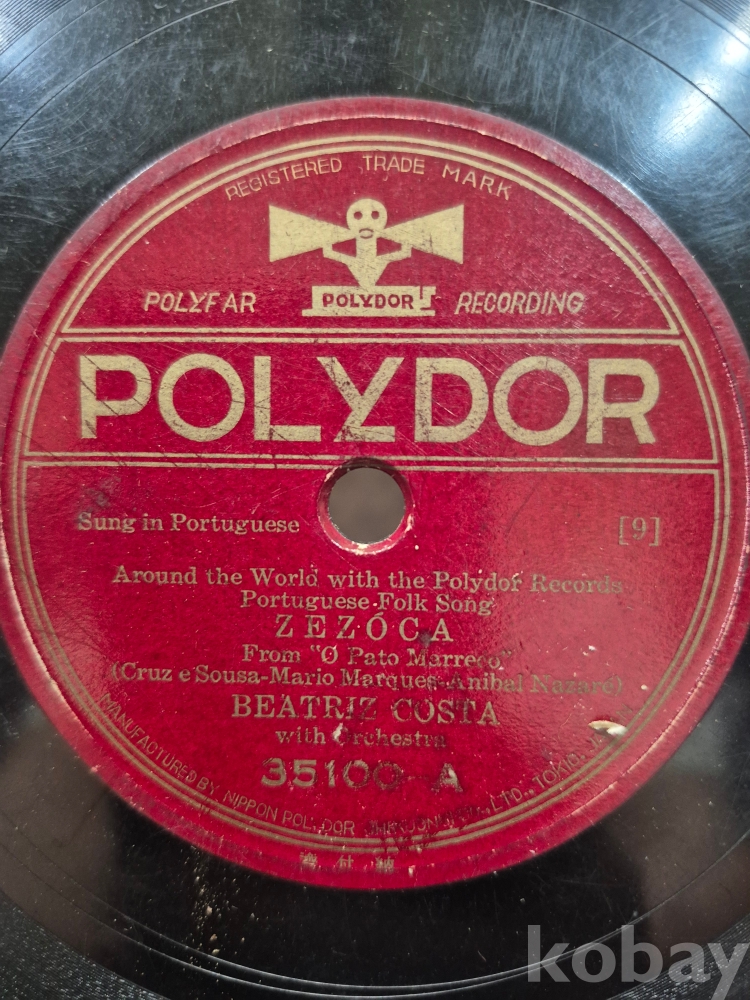 REGISTERED TRADE MARK
POLYDOR
POLYFAR RECORDING
POLYDOR
Sung in Portuguese [9]
Around the World with the Polydor Records
Portuguese Folk Song
ZEZÓCA
From "O Pato Marreco"
(Cruz e Sousa-Mario Marques-Anibal Nazaré)
BEATRIZ COSTA
with Orchestra
35100-A
MANUFACTURED BY NIPPON POLYDOR LTD., TOKIO,
kobay